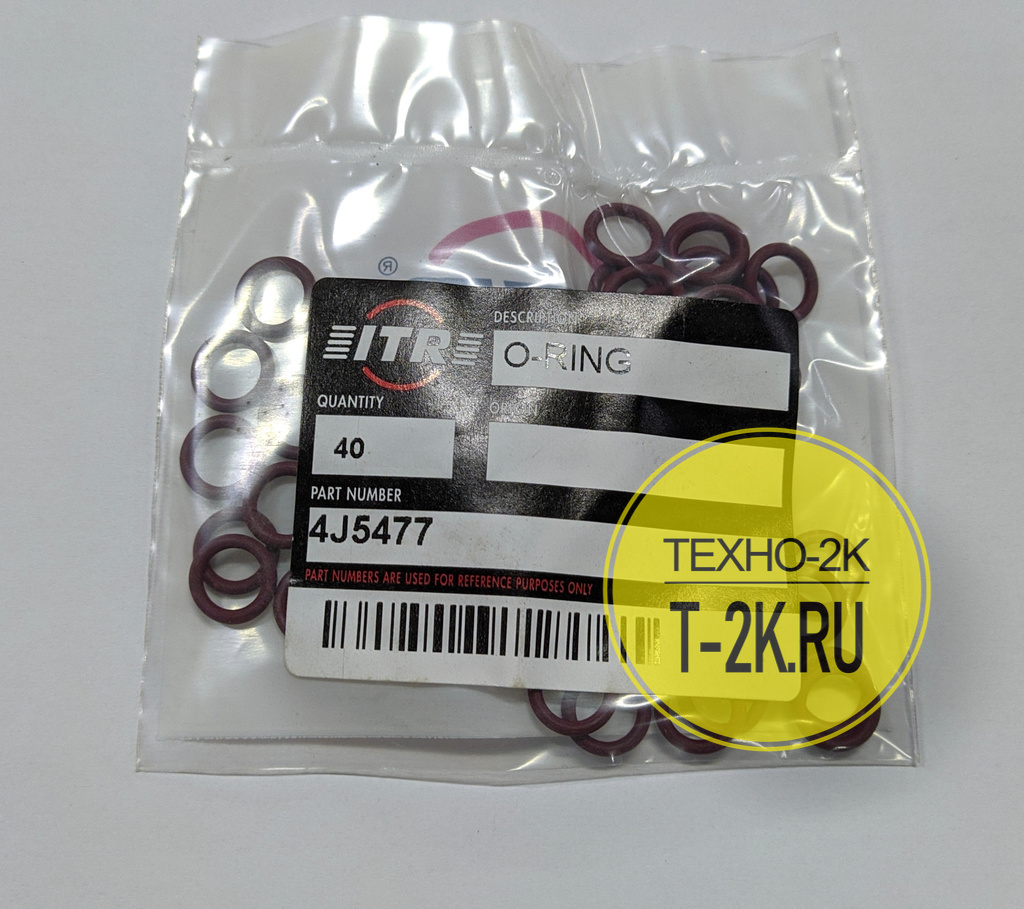 ®
ITR
DESCRIPTION
O-RING
QUANTITY
40
PART NUMBER
4J5477
PART NUMBERS ARE USED FOR REFERENCE PURPOSES ONLY
ТЕХНО-2К
T-2K.RU